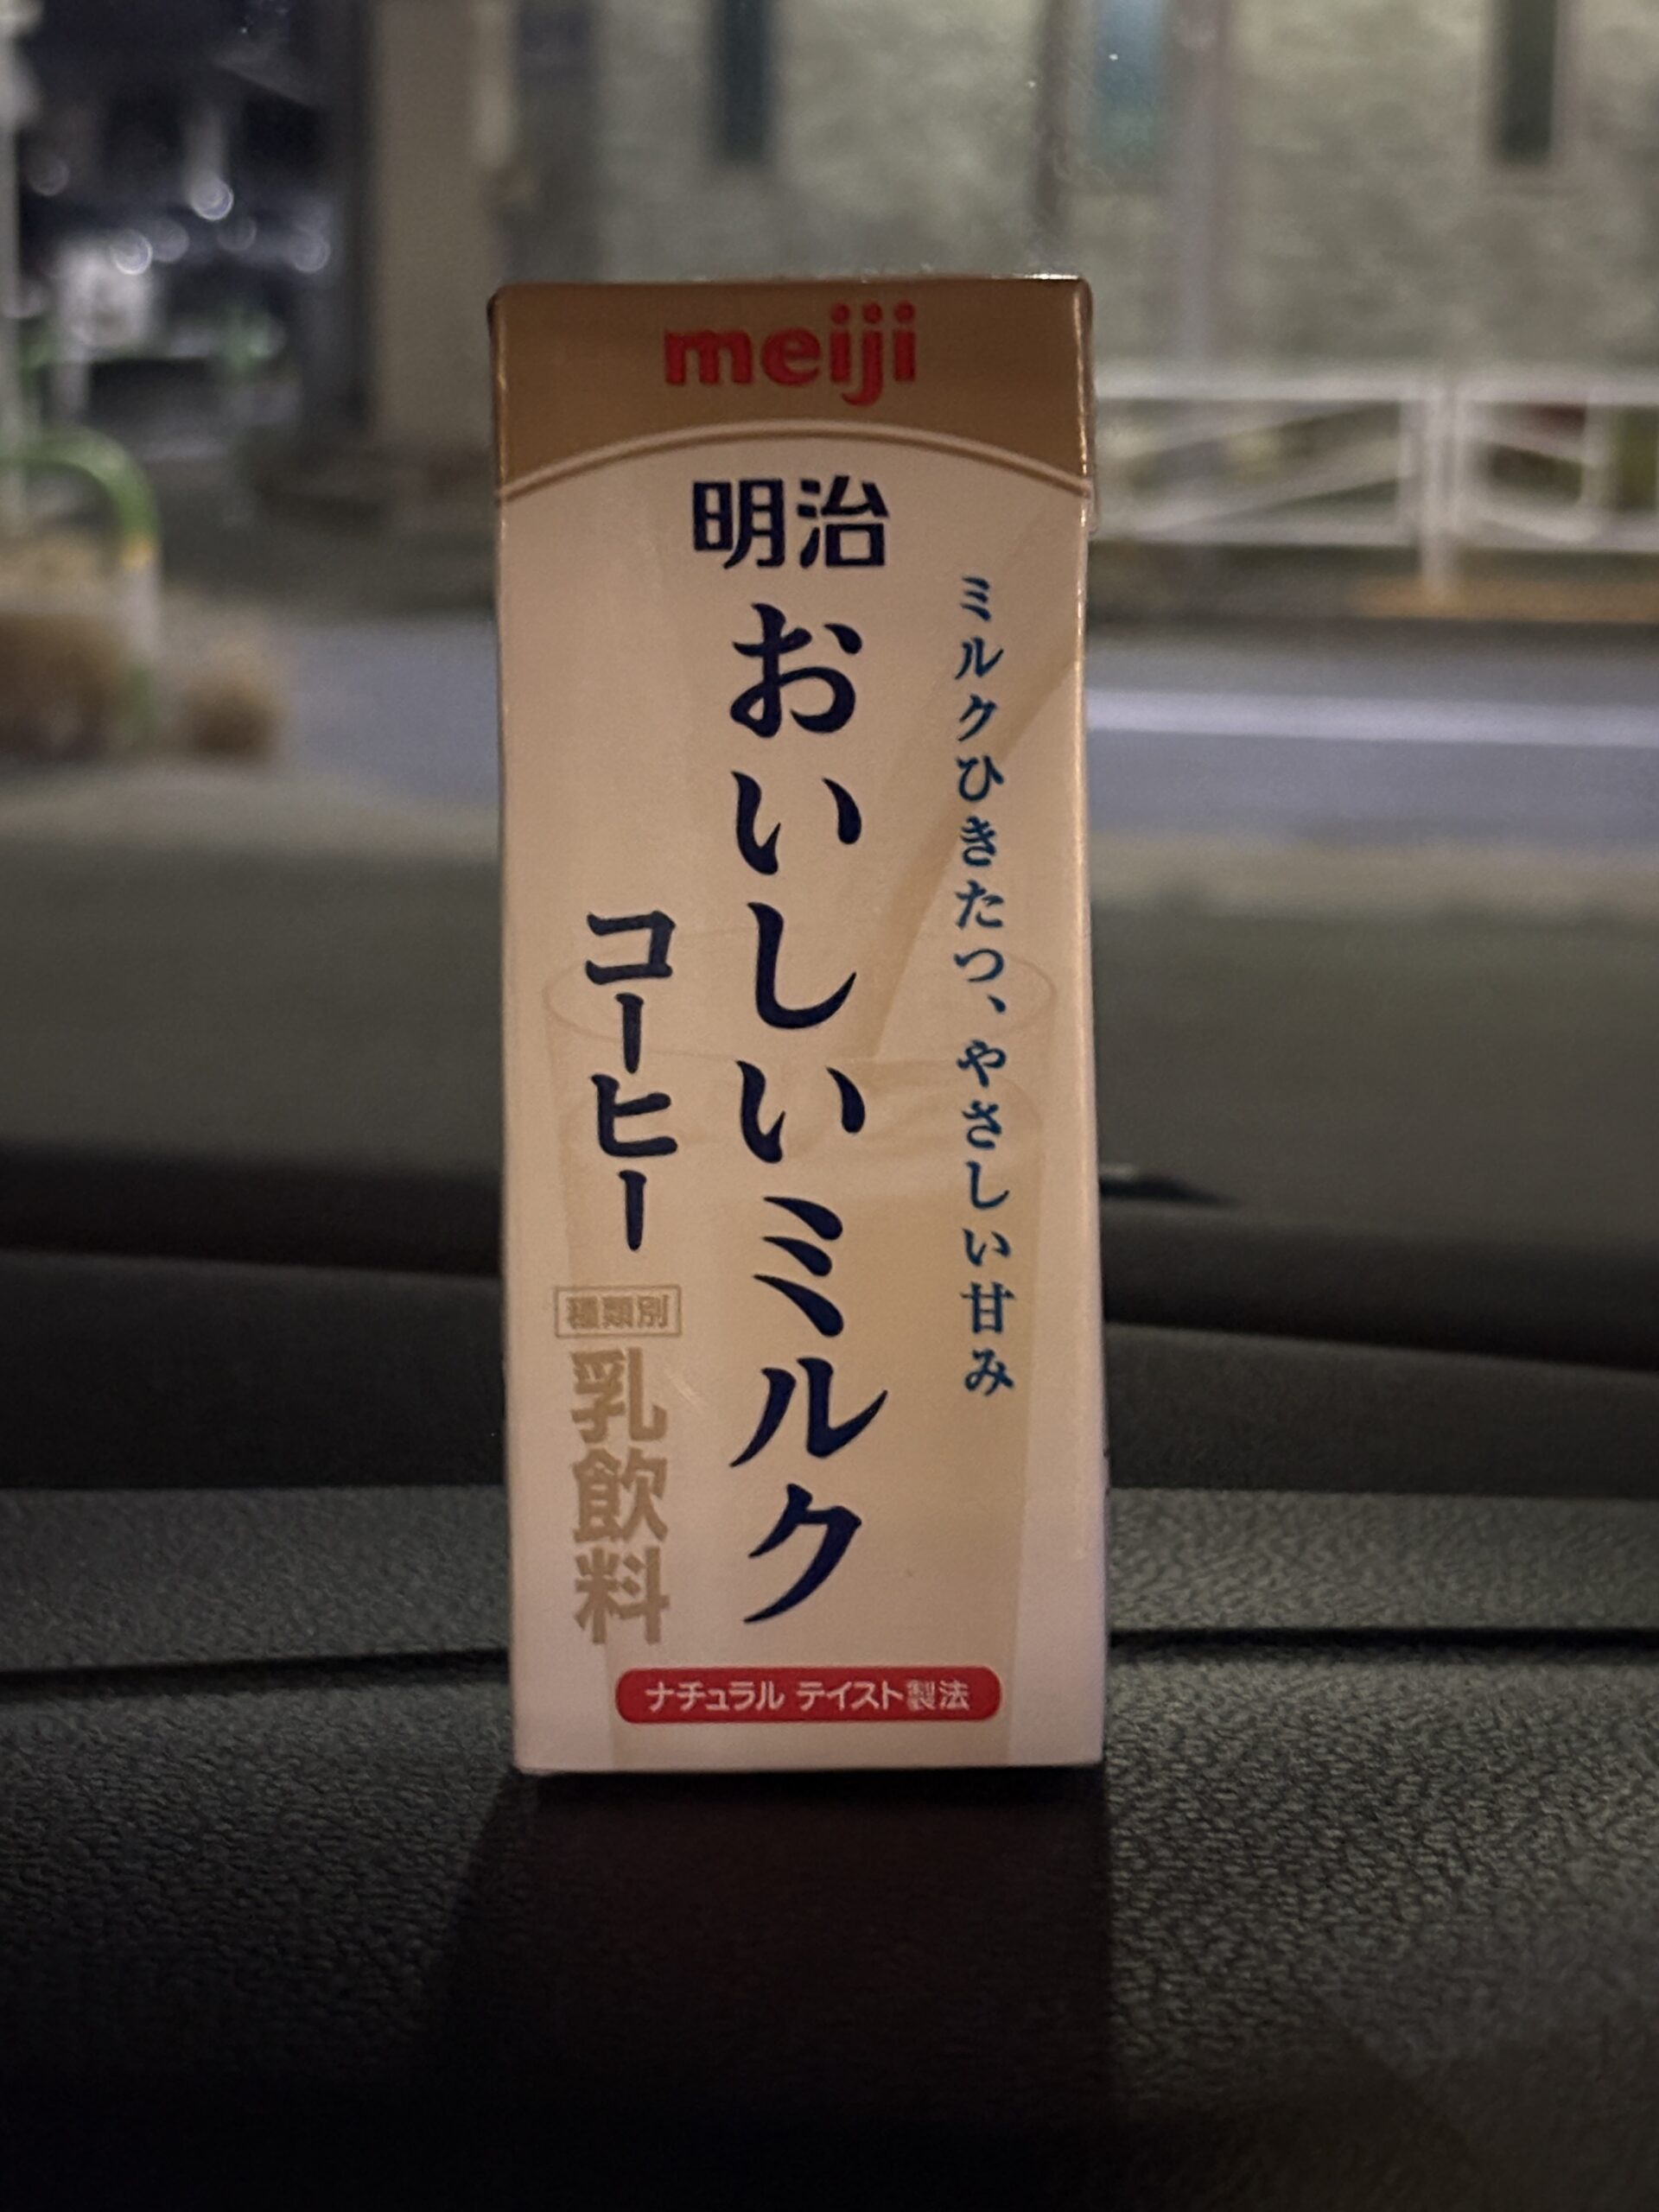 meiji
明治
ミルクひきたつ、やさしい甘み
おいしいミルク
コーヒー
種類別
乳飲料
ナチュラル テイスト製法